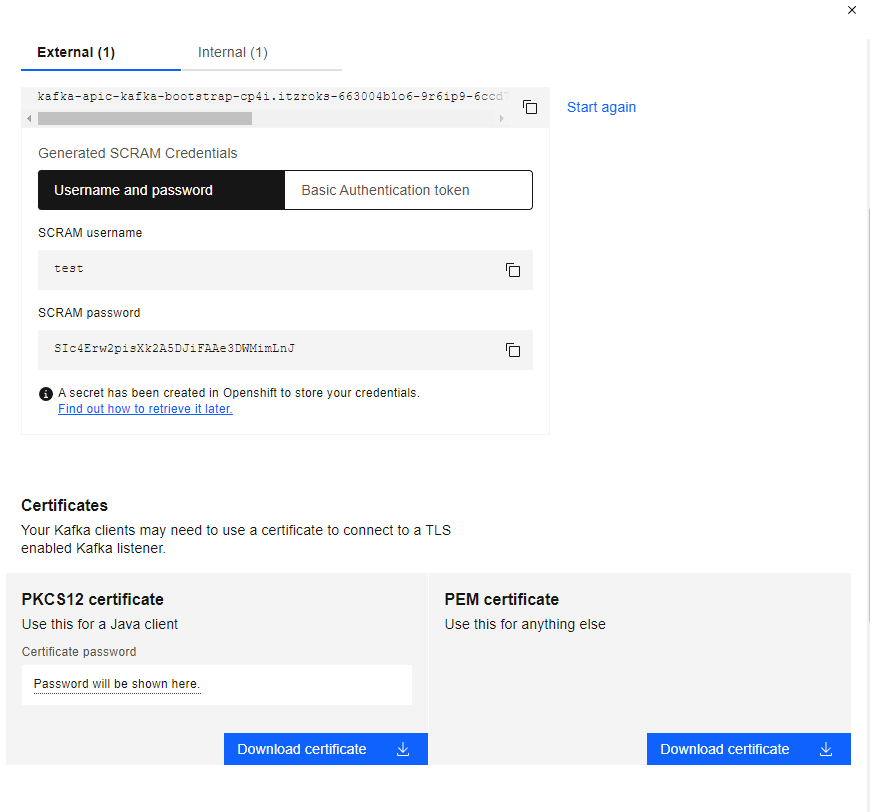 External (1)
Internal (1)
kafka-apic-kafka-bootstrap-cp4i.itzroks-663004b1o6-9r6ip9-6ccd
Start again
Generated SCRAM Credentials
Username and password
Basic Authentication token
SCRAM username
test
SCRAM password
SIc4Erw2pisXk2A5DJiFAAe3DWMimLnJ
A secret has been created in Openshift to store your credentials.
Find out how to retrieve it later.
Certificates
Your Kafka clients may need to use a certificate to connect to a TLS
enabled Kafka listener.
PKCS12 certificate
Use this for a Java client
Certificate password
Password will be shown here.
Download certificate
PEM certificate
Use this for anything else
Download certificate